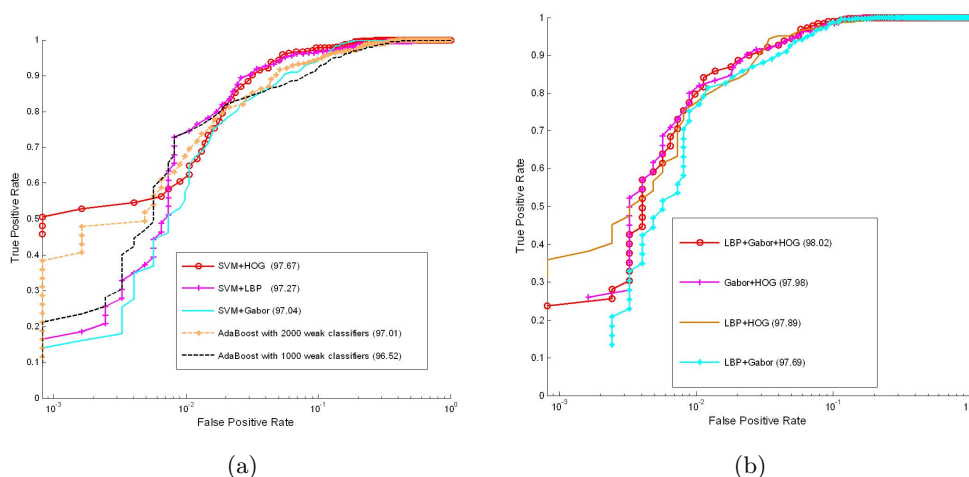 1
0.9
0.8
0.7
0.6
0.5
0.4
0.3
0.2
0.1
0
True Positive Rate
SVM+HOG (97.67)
SVM+LBP (97.27)
SVM+Gabor (97.04)
AdaBoost with 2000 weak classifiers (97.01)
AdaBoost with 1000 weak classifiers (96.52)
10-3
10-2
10-1
100
False Positive Rate
(a)
1
0.9
0.8
0.7
0.6
0.5
0.4
0.3
0.2
0.1
0
True Positive Rate
LBP+Gabor+HOG (98.02)
Gabor+HOG (97.98)
LBP+HOG (97.89)
LBP+Gabor (97.69)
10-3
10-2
10-1
1
False Positive Rate
(b)